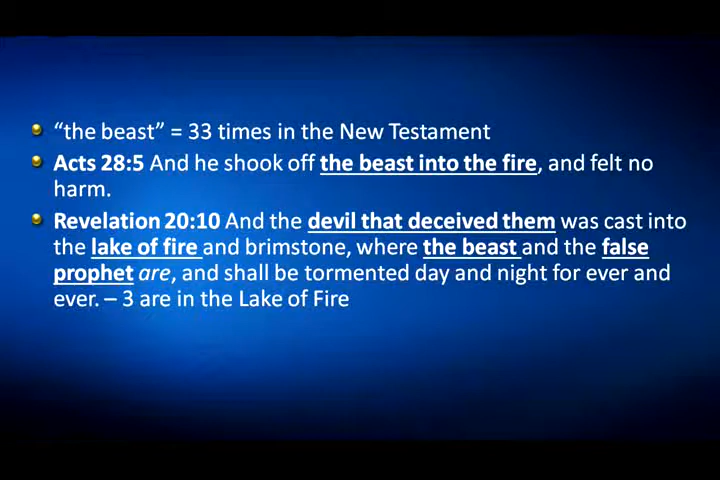 “the beast” = 33 times in the New Testament
Acts 28:5 And he shook off the beast into the fire, and felt no
harm.
Revelation 20:10 And the devil that deceived them was cast into
the lake of fire and brimstone, where the beast and the false
prophet are, and shall be tormented day and night for ever and
ever. – 3 are in the Lake of Fire